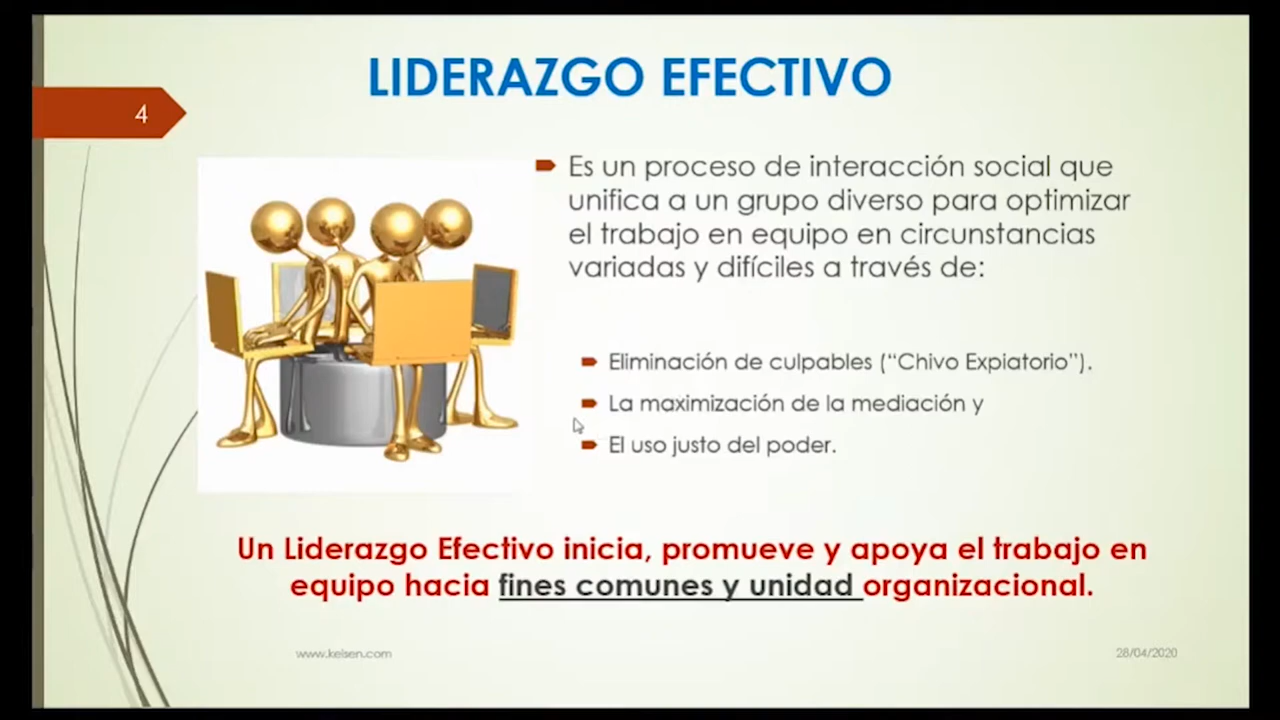 LIDERAZGO EFECTIVO
4
Es un proceso de interacción social que
unifica a un grupo diverso para optimizar
el trabajo en equipo en circunstancias
variadas y difíciles a través de:
Eliminación de culpables (“Chivo Expiatorio”).
La maximización de la mediación y
El uso justo del poder.
Un Liderazgo Efectivo inicia, promueve y apoya el trabajo en
equipo hacia fines comunes y unidad organizacional.
www.kelsen.com
28/04/2020